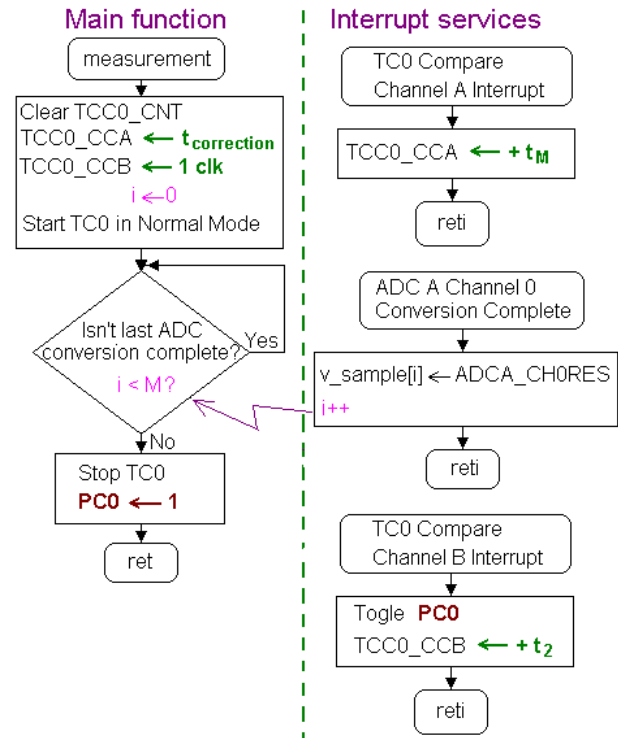 Main function
measurement
Clear TCC0_CNT
TCC0_CCA ← tcorrection
TCC0_CCB ← 1 clk
i ←0
Start TC0 in Normal Mode
Isn't last ADC
conversion complete?
Yes
i < M?
No
Stop TC0
PC0 ← 1
ret
Interrupt services
TC0 Compare
Channel A Interrupt
TCC0_CCA ← + tM
reti
ADC A Channel 0
Conversion Complete
v_sample[i] ← ADCA_CH0RES
i++
reti
TC0 Compare
Channel B Interrupt
Togle PC0
TCC0_CCB ← + t2
reti